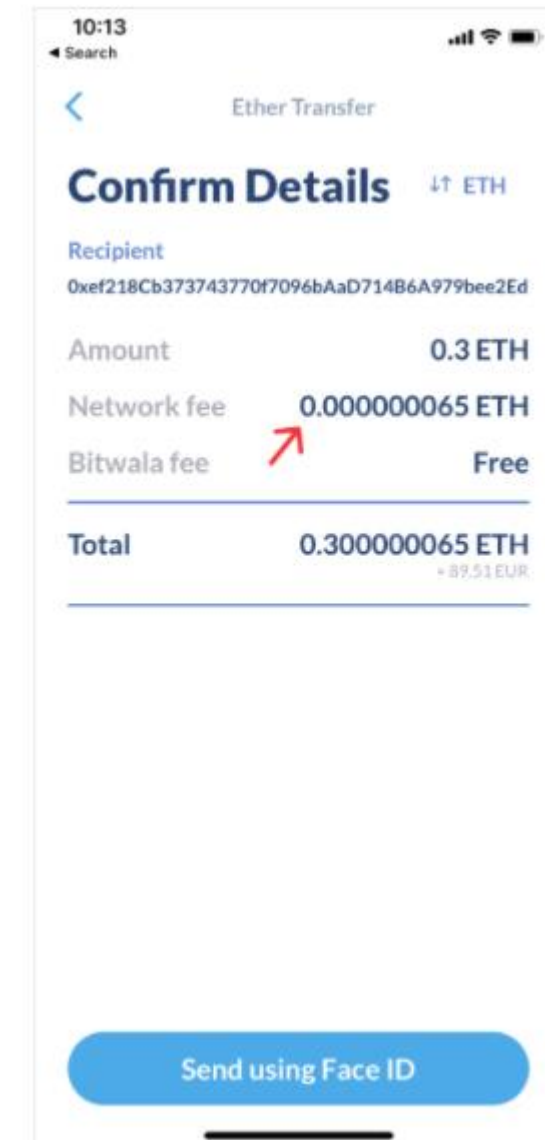 10:13
◀ Search
Ether Transfer
Confirm Details ↓↑ ETH
Recipient
0xef218Cb373743770f7096bAaD714B6A979bee2Ed
Amount 0.3 ETH
Network fee 0.000000065 ETH
Bitwala fee Free
Total 0.300000065 ETH
≈ 89.51 EUR
Send using Face ID